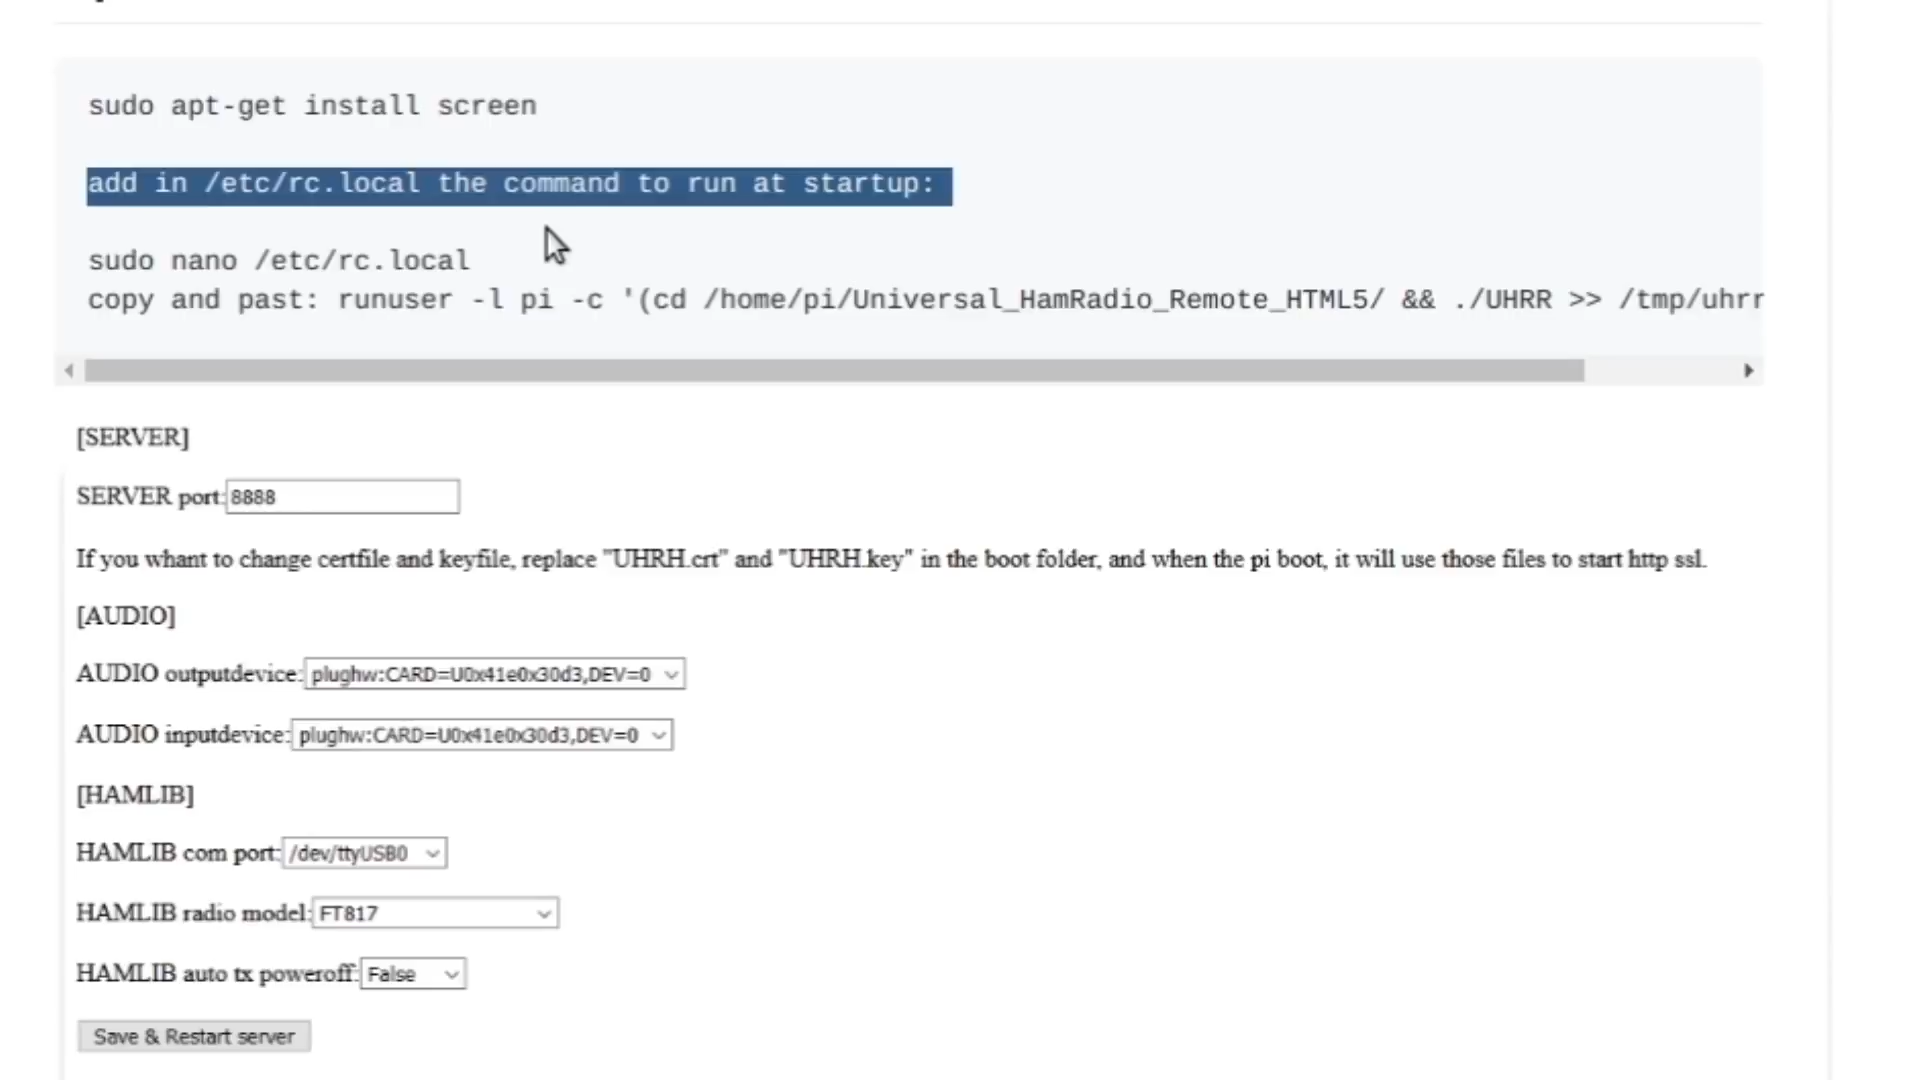 sudo apt-get install screen
add in /etc/rc.local the command to run at startup:
sudo nano /etc/rc.local
copy and past: runuser -l pi -c '(cd /home/pi/Universal_HamRadio_Remote_HTML5/ && ./UHRR >> /tmp/uhrr
[SERVER]
SERVER port: 8888
If you whant to change certfile and keyfile, replace "UHRH.crt" and "UHRH.key" in the boot folder, and when the pi boot, it will use those files to start http ssl.
[AUDIO]
AUDIO outputdevice: plughw:CARD=U0x41e0x30d3,DEV=0
AUDIO inputdevice: plughw:CARD=U0x41e0x30d3,DEV=0
[HAMLIB]
HAMLIB com port: /dev/ttyUSB0
HAMLIB radio model: FT817
HAMLIB auto tx poweroff: False
Save & Restart server